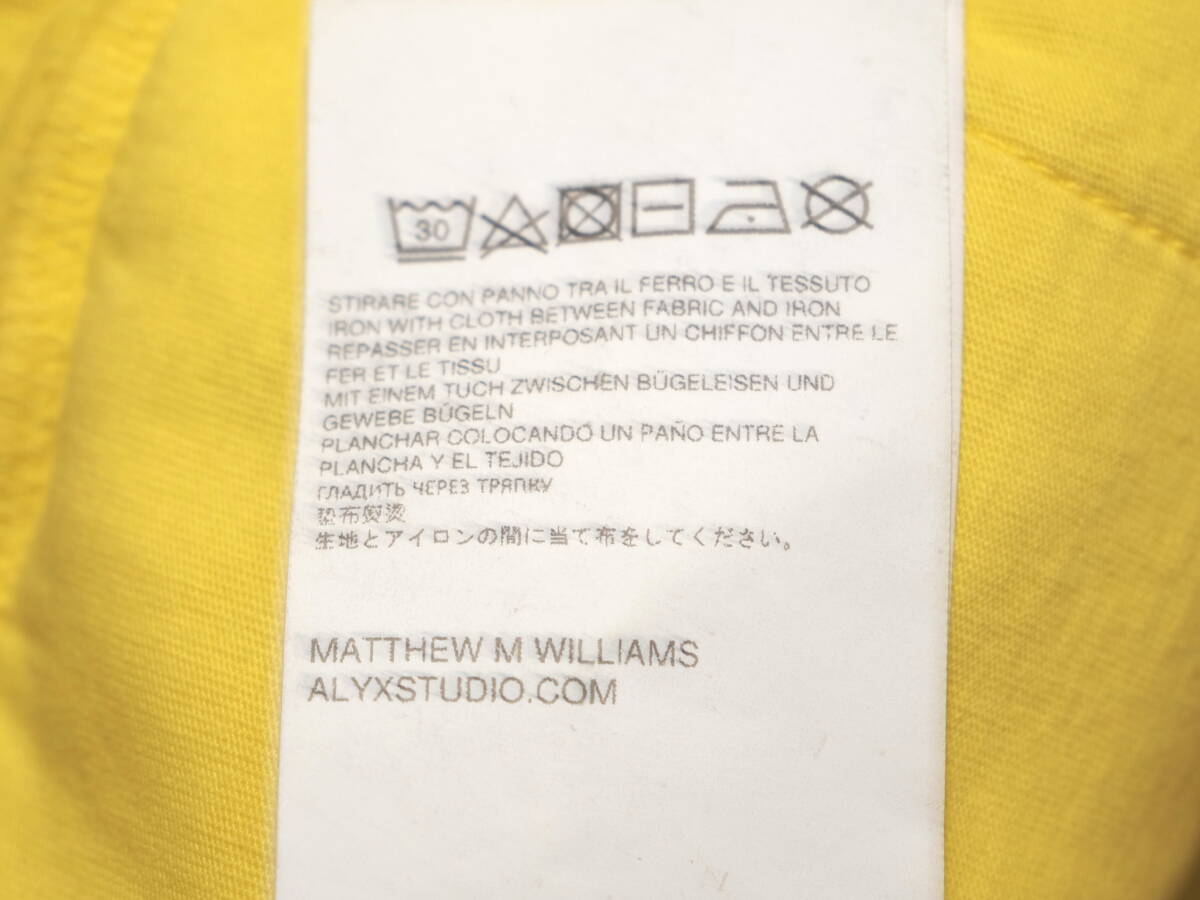 30
STIRARE CON PANNO TRA IL FERRO E IL TESSUTO
IRON WITH CLOTH BETWEEN FABRIC AND IRON
REPASSER EN INTERPOSANT UN CHIFFON ENTRE LE
FER ET LE TISSU
MIT EINEM TUCH ZWISCHEN BÜGELEISEN UND
GEWEBE BÜGELN
PLANCHAR COLOCANDO UN PAÑO ENTRE LA
PLANCHA Y EL TEJIDO
ГЛАДИТЬ ЧЕРЕЗ ТРЯПКУ
垫布熨烫
生地とアイロンの間に当て布をしてください。
MATTHEW M WILLIAMS
ALYXSTUDIO.COM